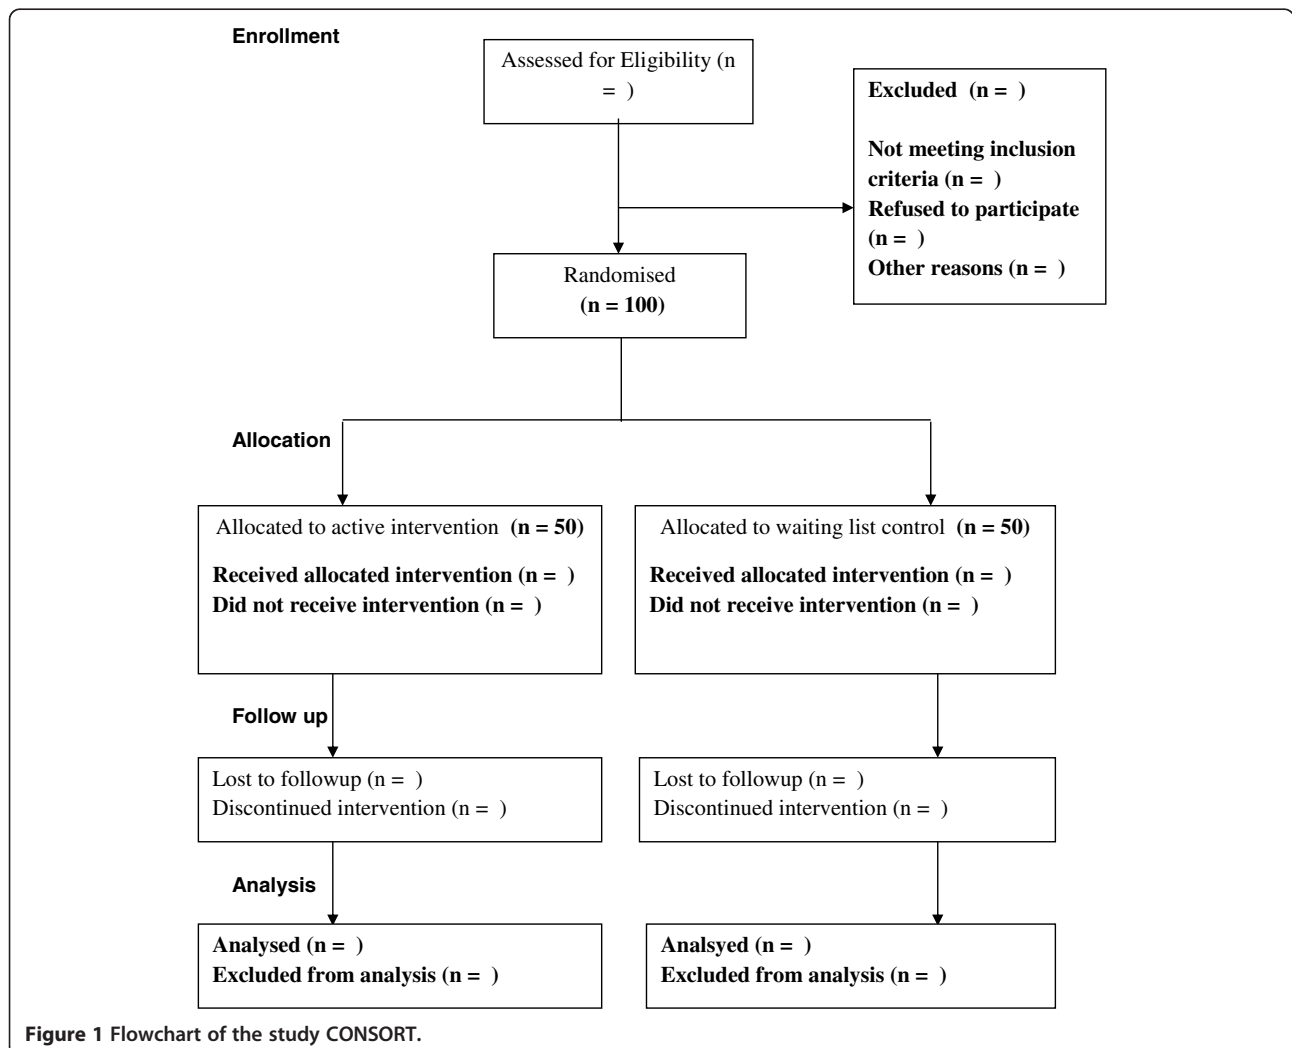 Enrollment
Assessed for Eligibility (n
= )
Excluded (n = )
Not meeting inclusion
criteria (n = )
Refused to participate
(n = )
Other reasons (n = )
Randomised
(n = 100)
Allocation
Allocated to active intervention (n = 50)
Received allocated intervention (n = )
Did not receive intervention (n = )
Allocated to waiting list control (n = 50)
Received allocated intervention (n = )
Did not receive intervention (n = )
Follow up
Lost to followup (n = )
Discontinued intervention (n = )
Lost to followup (n = )
Discontinued intervention (n = )
Analysis
Analysed (n = )
Excluded from analysis (n = )
Analsyed (n = )
Excluded from analysis (n = )
Figure 1 Flowchart of the study CONSORT.